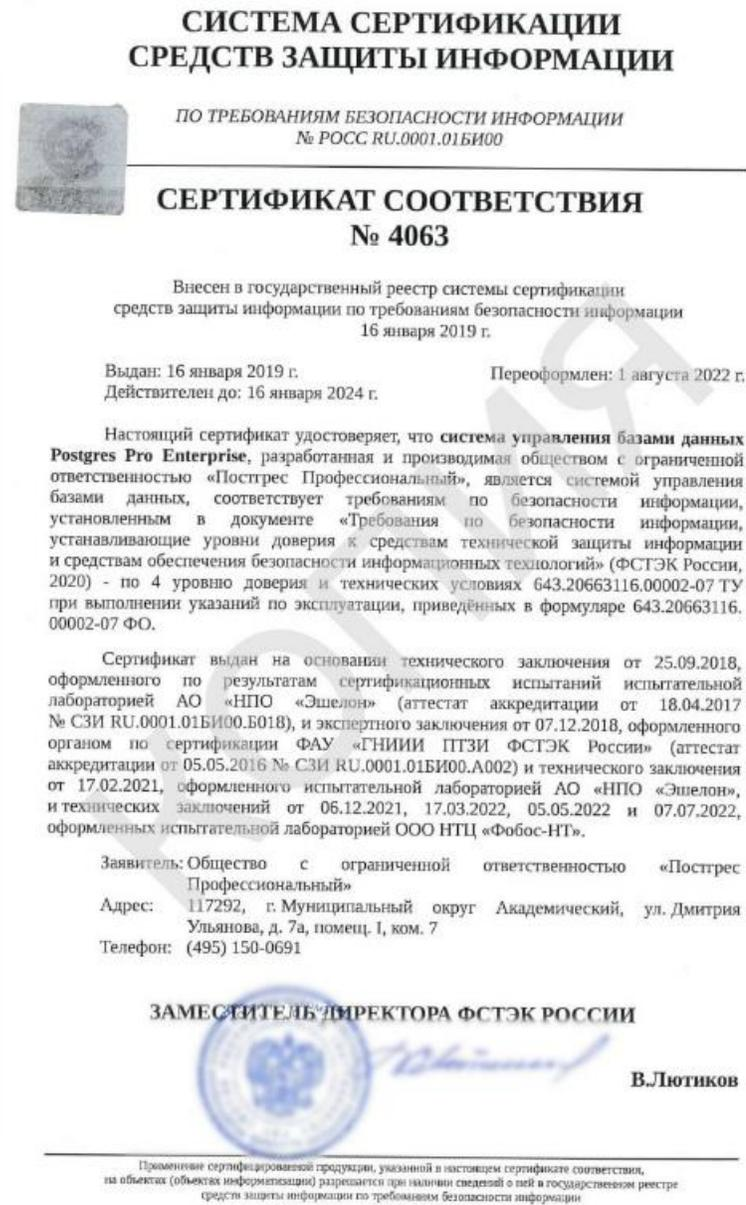 СИСТЕМА СЕРТИФИКАЦИИ
СРЕДСТВ ЗАЩИТЫ ИНФОРМАЦИИ
ПО ТРЕБОВАНИЯМ БЕЗОПАСНОСТИ ИНФОРМАЦИИ
№ РОСС RU.0001.01БИ00
СЕРТИФИКАТ СООТВЕТСТВИЯ
№ 4063
Внесен в государственный реестр системы сертификации
средств защиты информации по требованиям безопасности информации
16 января 2019 г.
Выдан: 16 января 2019 г. Переоформлен: 1 августа 2022 г.
Действителен до: 16 января 2024 г.
Настоящий сертификат удостоверяет, что система управления базами данных
Postgres Pro Enterprise, разработанная и производимая обществом с ограниченной
ответственностью «Постгрес Профессиональный», является системой управления
базами данных, соответствует требованиям по безопасности информации,
установленным в документе «Требования по безопасности информации,
устанавливающие уровни доверия к средствам технической защиты информации
и средствам обеспечения безопасности информационных технологий» (ФСТЭК России,
2020) - по 4 уровню доверия и технических условиях 643.20663116.00002-07 ТУ
при выполнении указаний по эксплуатации, приведённых в формуляре 643.20663116.
00002-07 ФО.
Сертификат выдан на основании технического заключения от 25.09.2018,
оформленного по результатам сертификационных испытаний испытательной
лабораторией АО «НПО «Эшелон» (аттестат аккредитации от 18.04.2017
№ СЗИ RU.0001.01БИ00.Б018), и экспертного заключения от 07.12.2018, оформленного
органом по сертификации ФАУ «ГНИИИ ПТЗИ ФСТЭК России» (аттестат
аккредитации от 05.05.2016 № СЗИ RU.0001.01БИ00.А002) и технического заключения
от 17.02.2021, оформленного испытательной лабораторией АО «НПО «Эшелон»,
и технических заключений от 06.12.2021, 17.03.2022, 05.05.2022 и 07.07.2022,
оформленных испытательной лабораторией ООО НТЦ «Фобос-НТ».
Заявитель: Общество с ограниченной ответственностью «Постгрес
Профессиональный»
Адрес: 117292, г. Муниципальный округ Академический, ул. Дмитрия
Ульянова, д. 7а, помещ. I, ком. 7
Телефон: (495) 150-0691
ЗАМЕСТИТЕЛЬ ДИРЕКТОРА ФСТЭК РОССИИ
В.Лютиков
Применение сертифицированной продукции, указанной в настоящем сертификате соответствия,
на объектах (объектах информатизации) разрешается при наличии сведений о ней в государственном реестре
средств защиты информации по требованиям безопасности информации
КОПИЯ